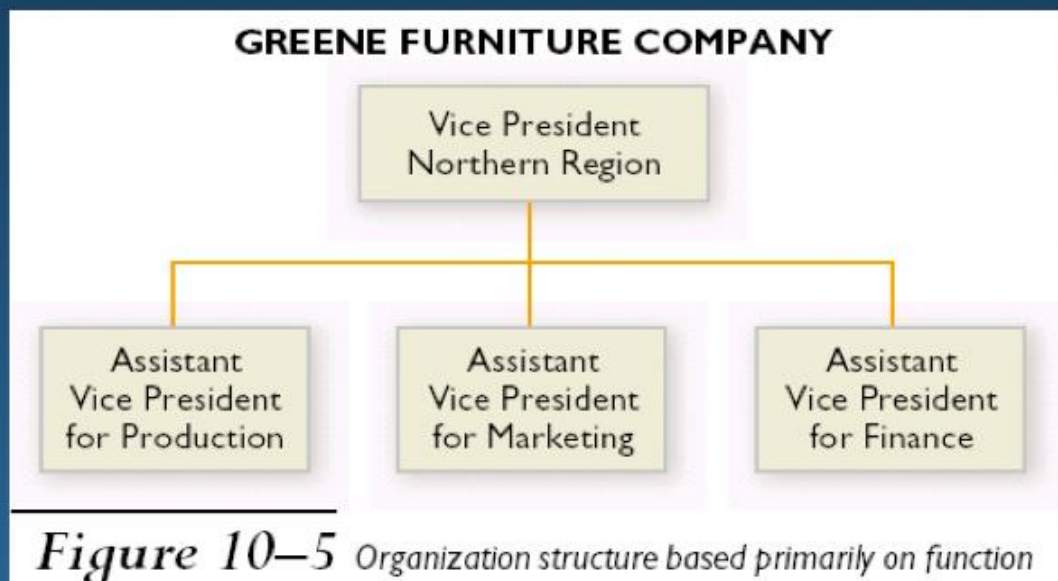 GREENE FURNITURE COMPANY
Vice President
Northern Region
Assistant
Vice President
for Production
Assistant
Vice President
for Marketing
Assistant
Vice President
for Finance
Figure 10–5 Organization structure based primarily on function